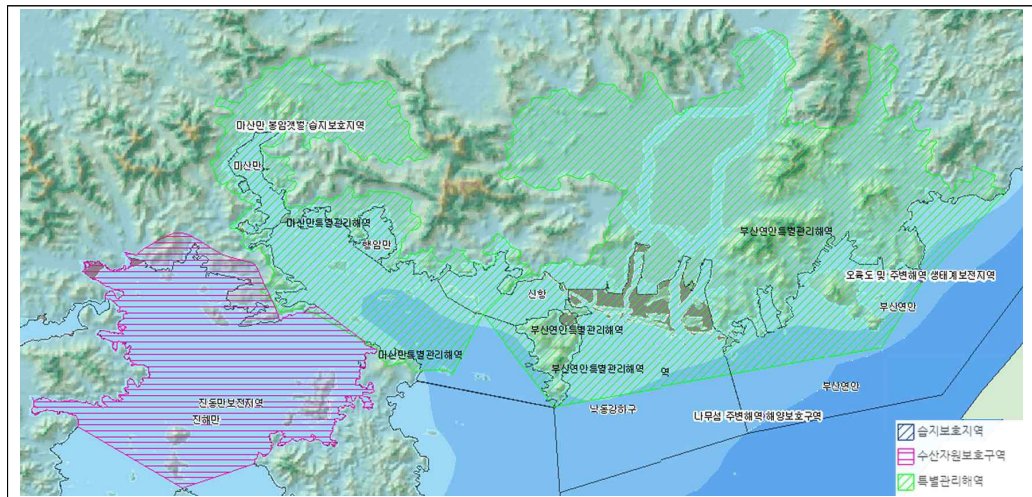 마산만 봉암갯벌 습지보호지역
마산만
마산만특별관리해역
행암만
부산연안특별관리해역
오륙도 및 주변해역 생태계보전지역
신항
부산연안
부산연안특별관리해역
마산만특별관리해역
부산연안특별관리해역
역
부산연안
진동만보전지역
낙동강하구
나무섬 주변해역 해양보호구역
진해만
습지보호지역
수산자원보호구역
특별관리해역